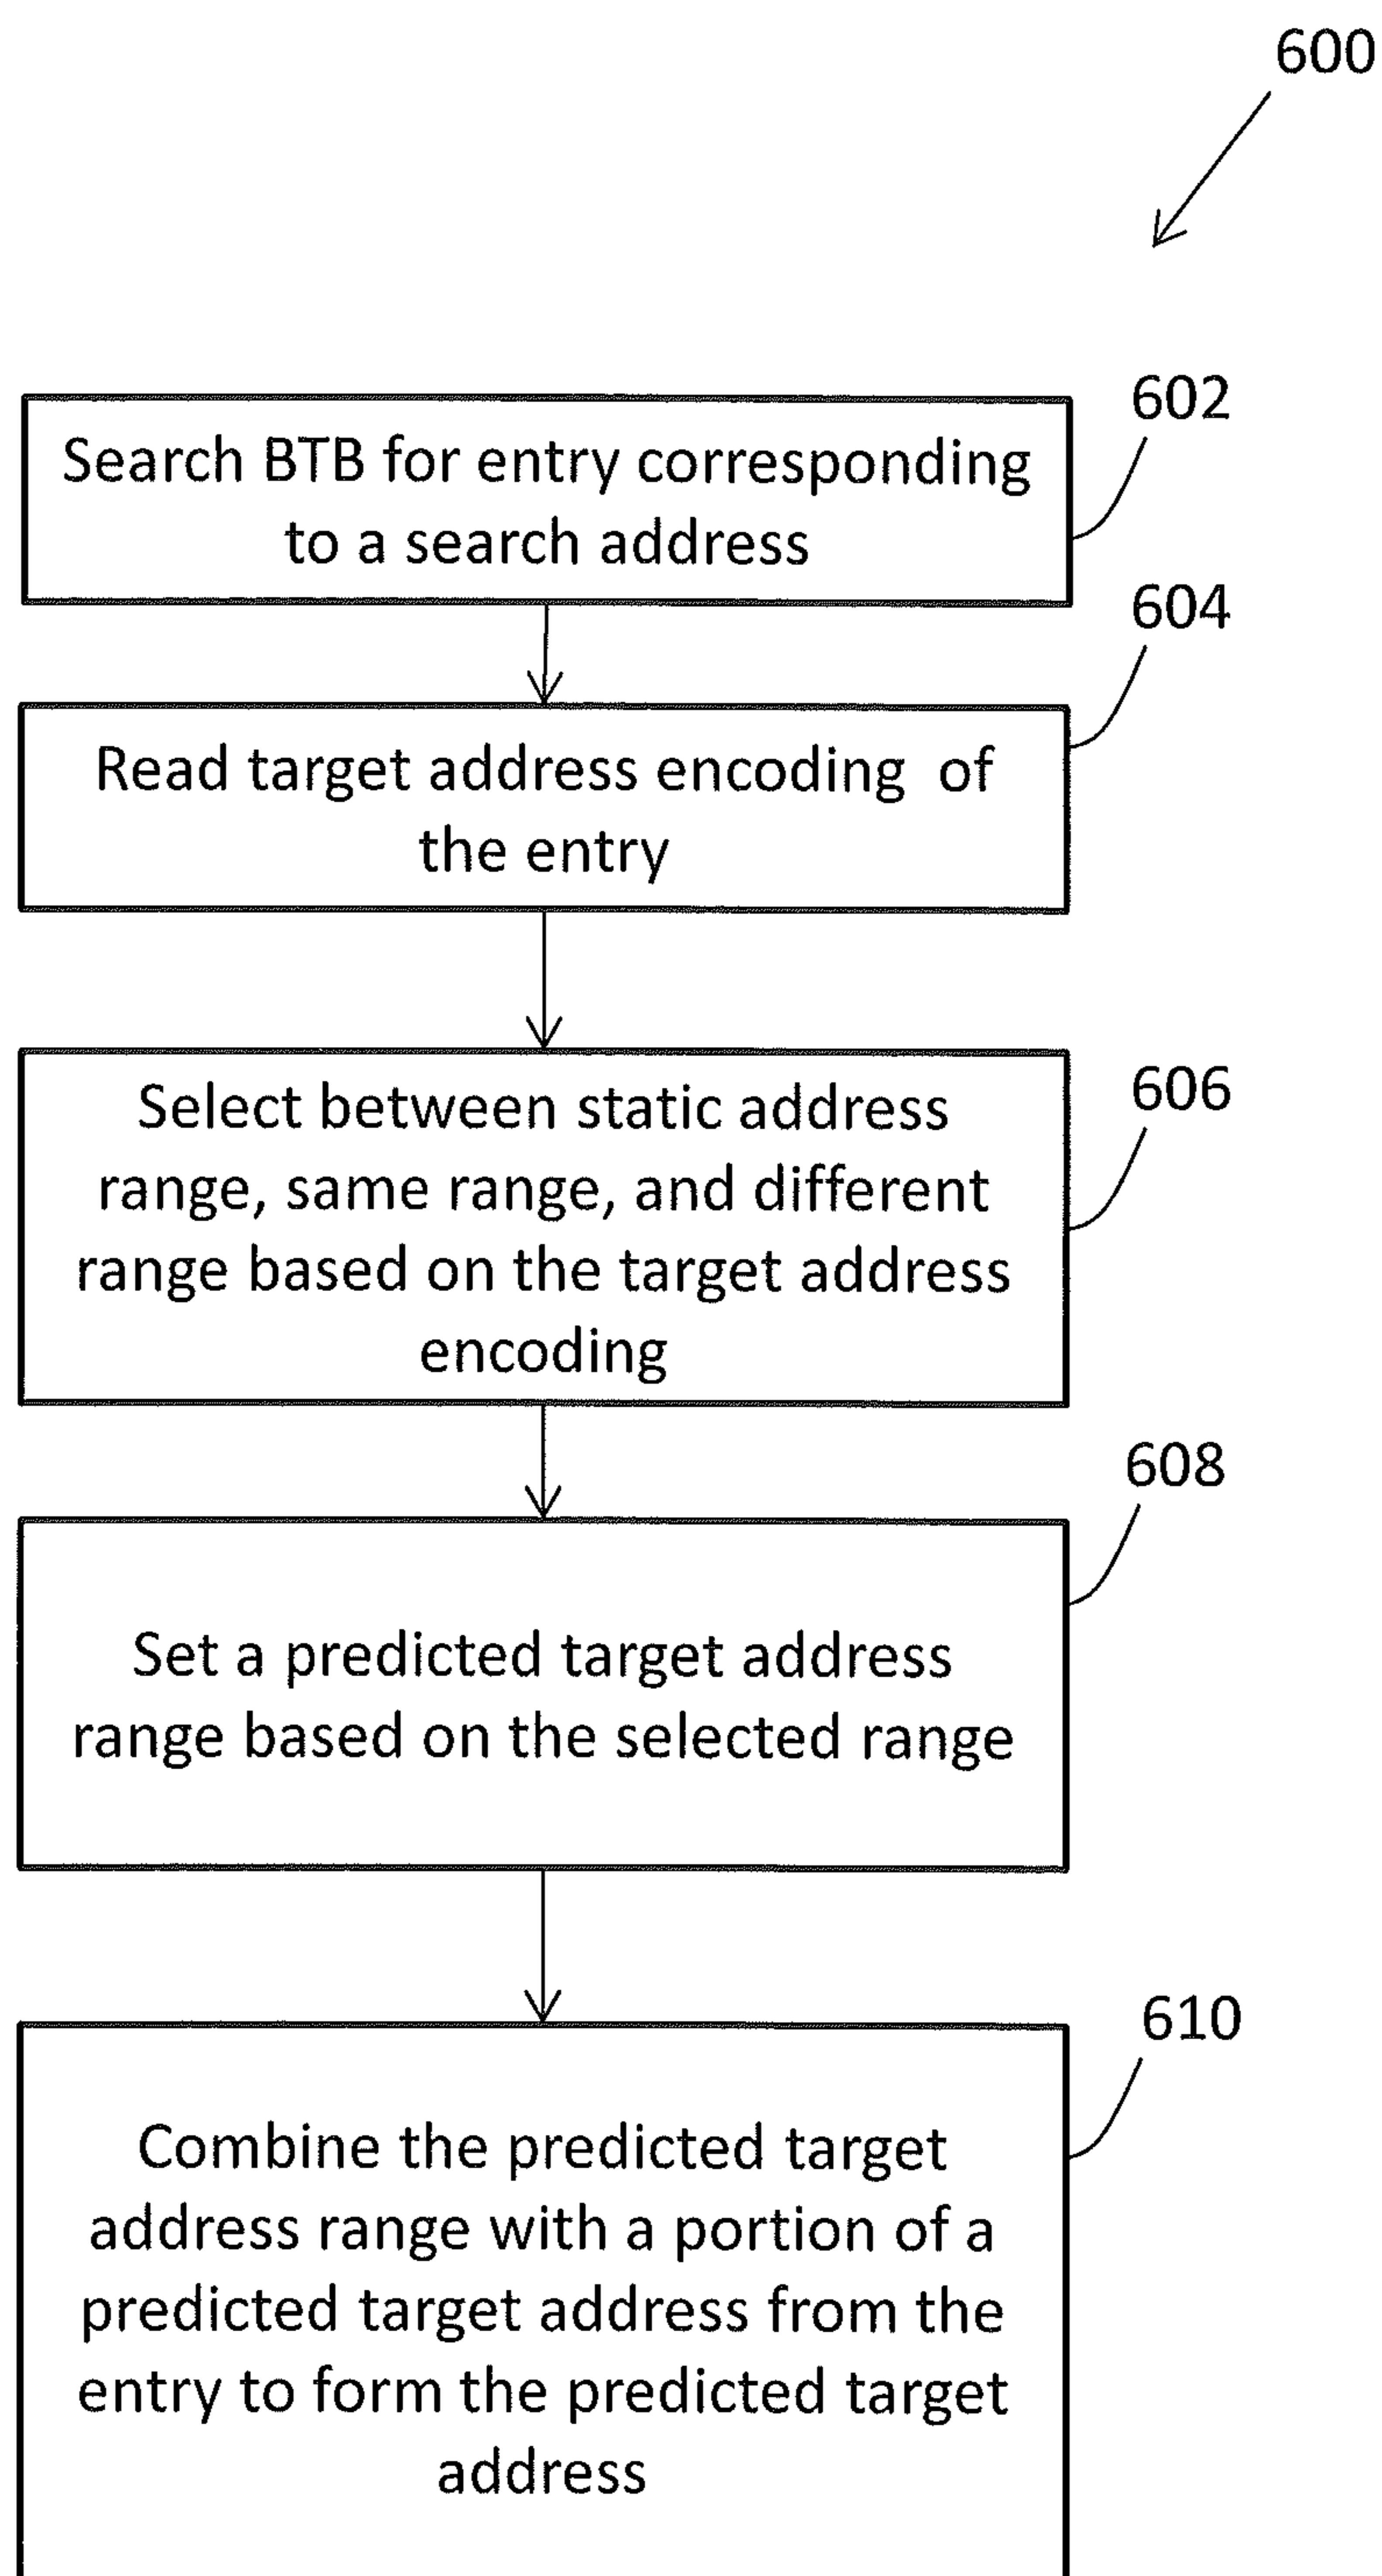 600
602
Search BTB for entry corresponding
to a search address
604
Read target address encoding of
the entry
606
Select between static address
range, same range, and different
range based on the target address
encoding
608
Set a predicted target address
range based on the selected range
610
Combine the predicted target
address range with a portion of a
predicted target address from the
entry to form the predicted target
address